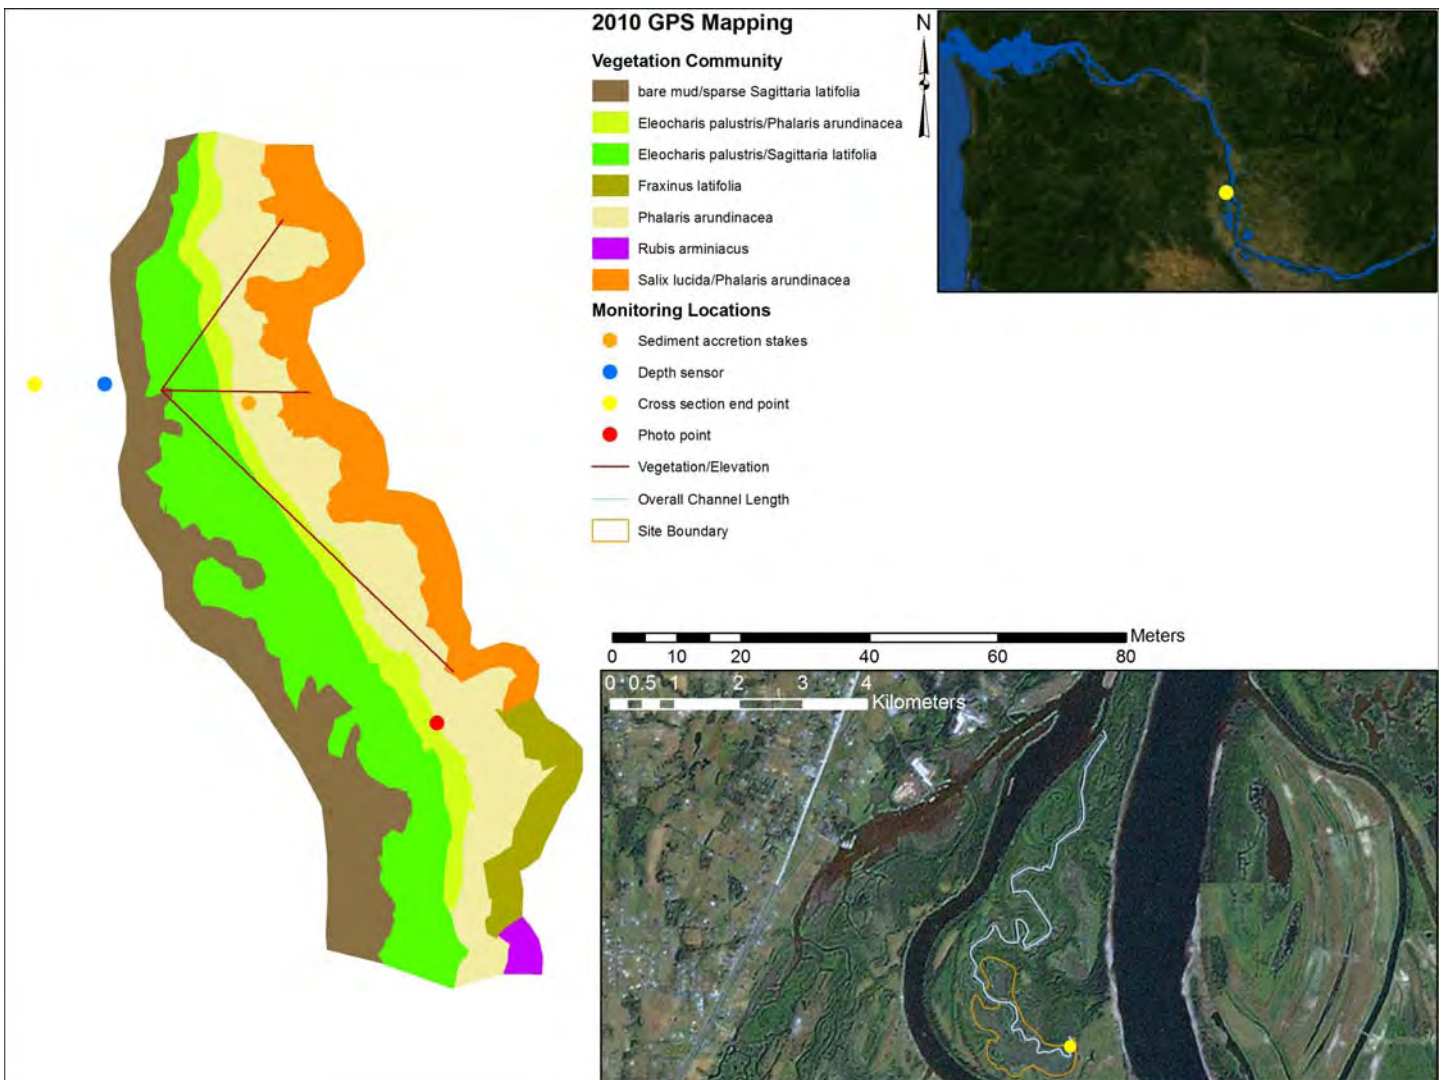 2010 GPS Mapping
N
Vegetation Community
bare mud/sparse Sagittaria latifolia
Eleocharis palustris/Phalaris arundinacea
Eleocharis palustris/Sagittaria latifolia
Fraxinus latifolia
Phalaris arundinacea
Rubis arminiacus
Salix lucida/Phalaris arundinacea
Monitoring Locations
Sediment accretion stakes
Depth sensor
Cross section end point
Photo point
Vegetation/Elevation
Overall Channel Length
Site Boundary
Meters
0 10 20 40 60 80
0 0.5 1 2 3 4
Kilometers